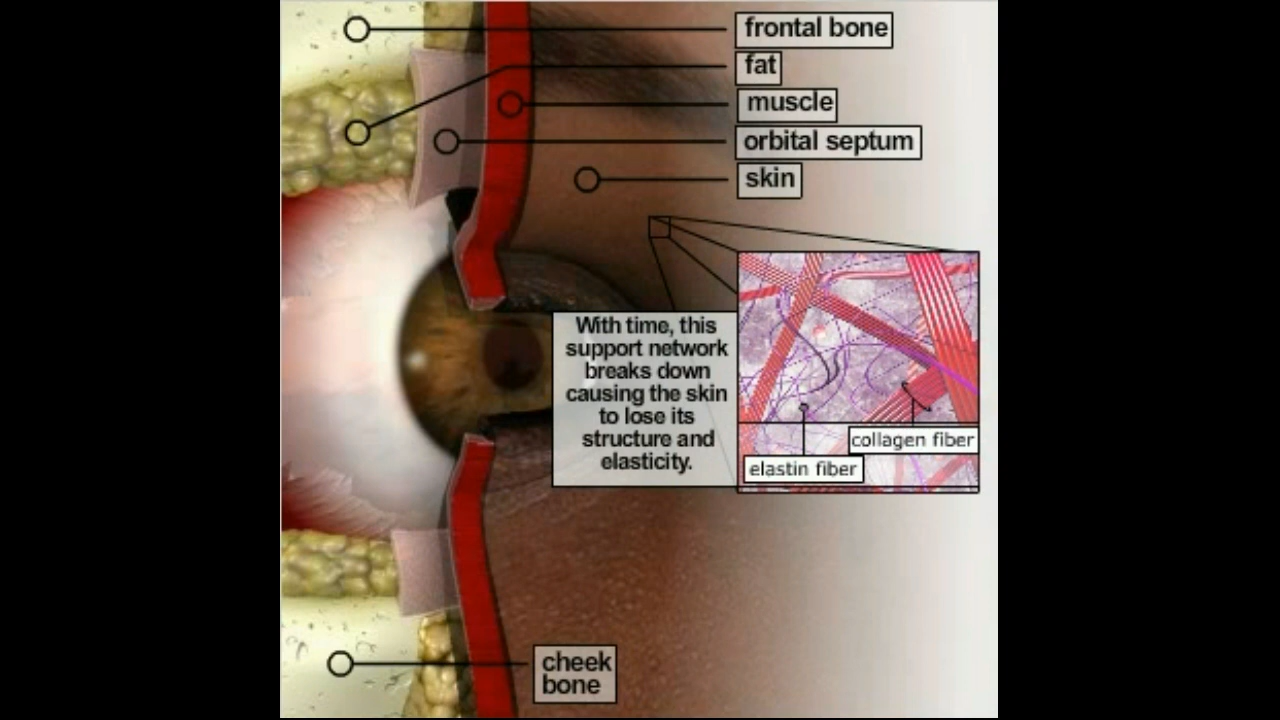 frontal bone
fat
muscle
orbital septum
skin
With time, this
support network
breaks down
causing the skin
to lose its
structure and
elasticity.
collagen fiber
elastin fiber
cheek
bone